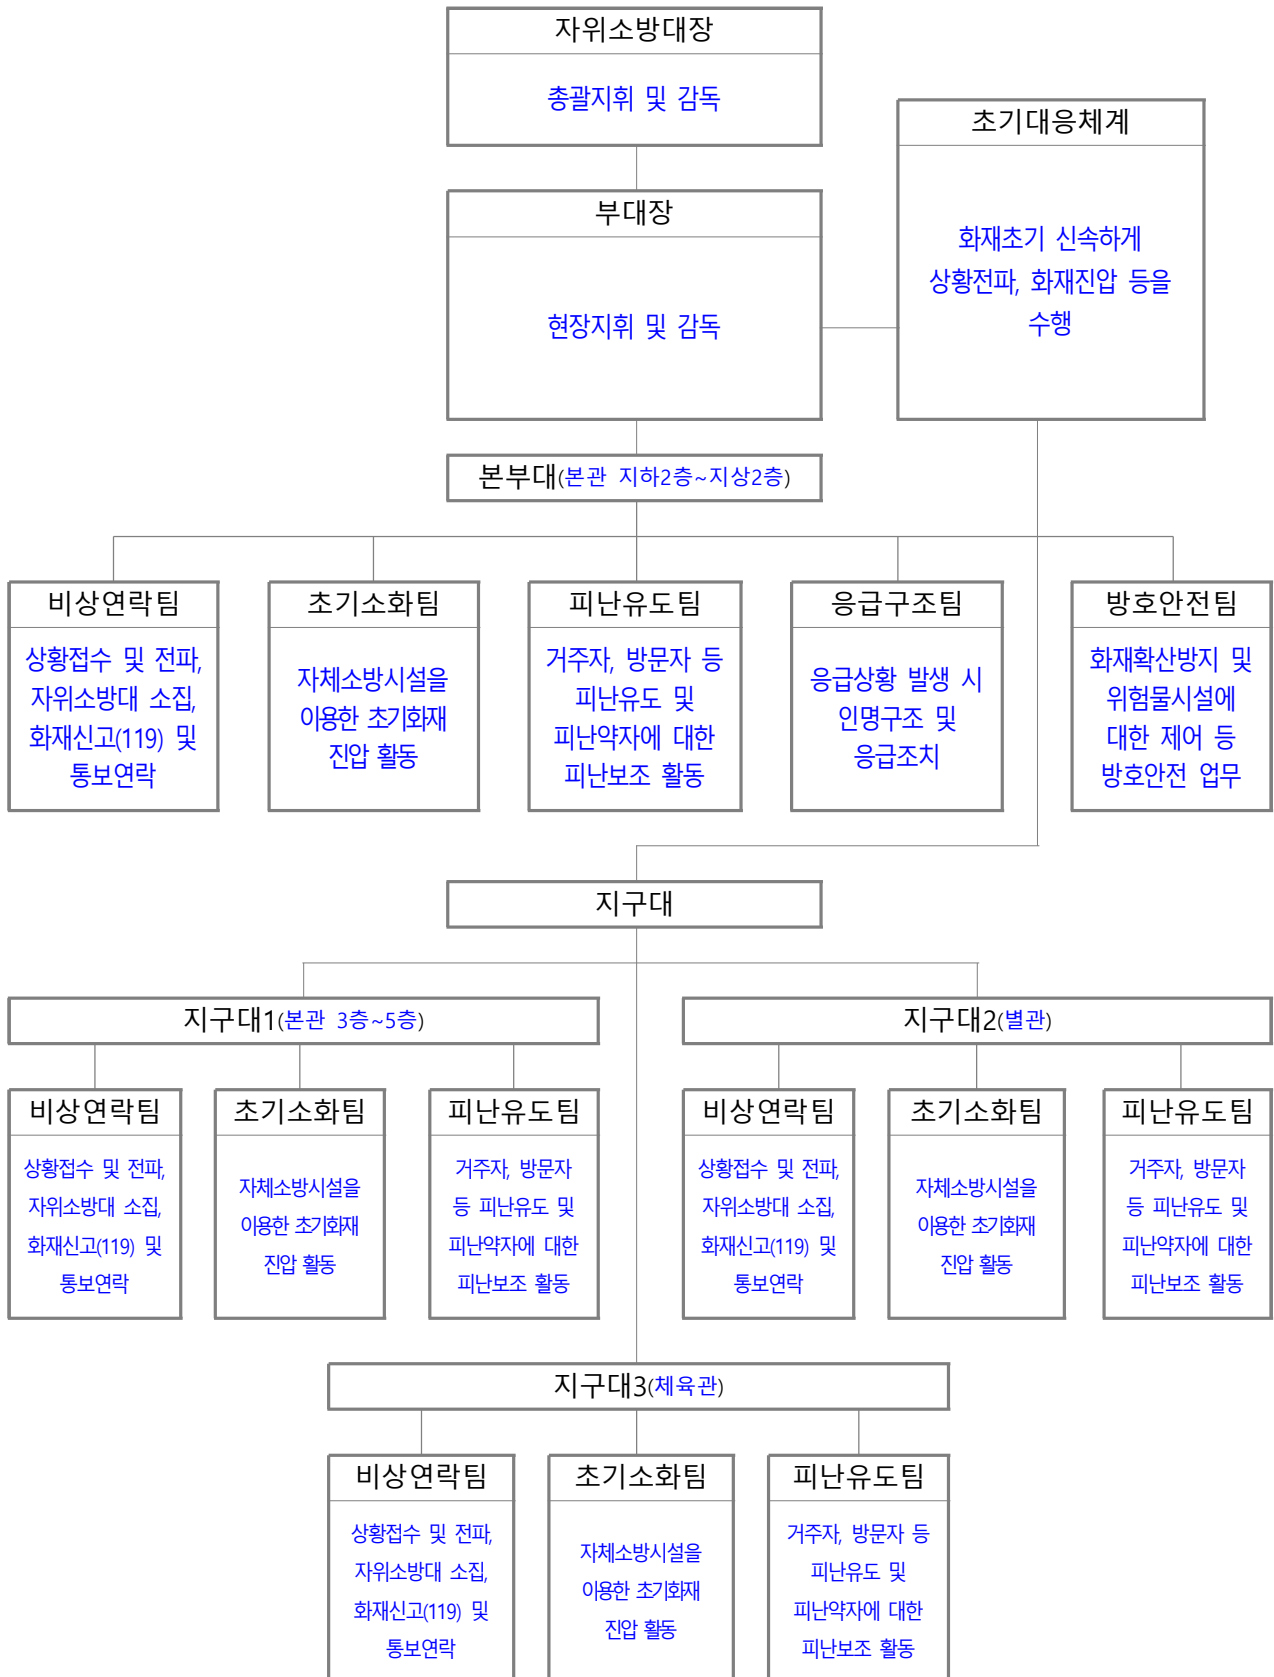 자위소방대장
총괄지휘 및 감독
초기대응체계
화재초기 신속하게
상황전파, 화재진압 등을
수행
부대장
현장지휘 및 감독
본부대(본관 지하2층~지상2층)
비상연락팀
상황접수 및 전파,
자위소방대 소집,
화재신고(119) 및
통보연락
초기소화팀
자체소방시설을
이용한 초기화재
진압 활동
피난유도팀
거주자, 방문자 등
피난유도 및
피난약자에 대한
피난보조 활동
응급구조팀
응급상황 발생 시
인명구조 및
응급조치
방호안전팀
화재확산방지 및
위험물시설에
대한 제어 등
방호안전 업무
지구대
지구대1(본관 3층~5층)
비상연락팀
상황접수 및 전파,
자위소방대 소집,
화재신고(119) 및
통보연락
초기소화팀
자체소방시설을
이용한 초기화재
진압 활동
피난유도팀
거주자, 방문자
등 피난유도 및
피난약자에 대한
피난보조 활동
지구대2(별관)
비상연락팀
상황접수 및 전파,
자위소방대 소집,
화재신고(119) 및
통보연락
초기소화팀
자체소방시설을
이용한 초기화재
진압 활동
피난유도팀
거주자, 방문자
등 피난유도 및
피난약자에 대한
피난보조 활동
지구대3(체육관)
비상연락팀
상황접수 및 전파,
자위소방대 소집,
화재신고(119) 및
통보연락
초기소화팀
자체소방시설을
이용한 초기화재
진압 활동
피난유도팀
거주자, 방문자 등
피난유도 및
피난약자에 대한
피난보조 활동